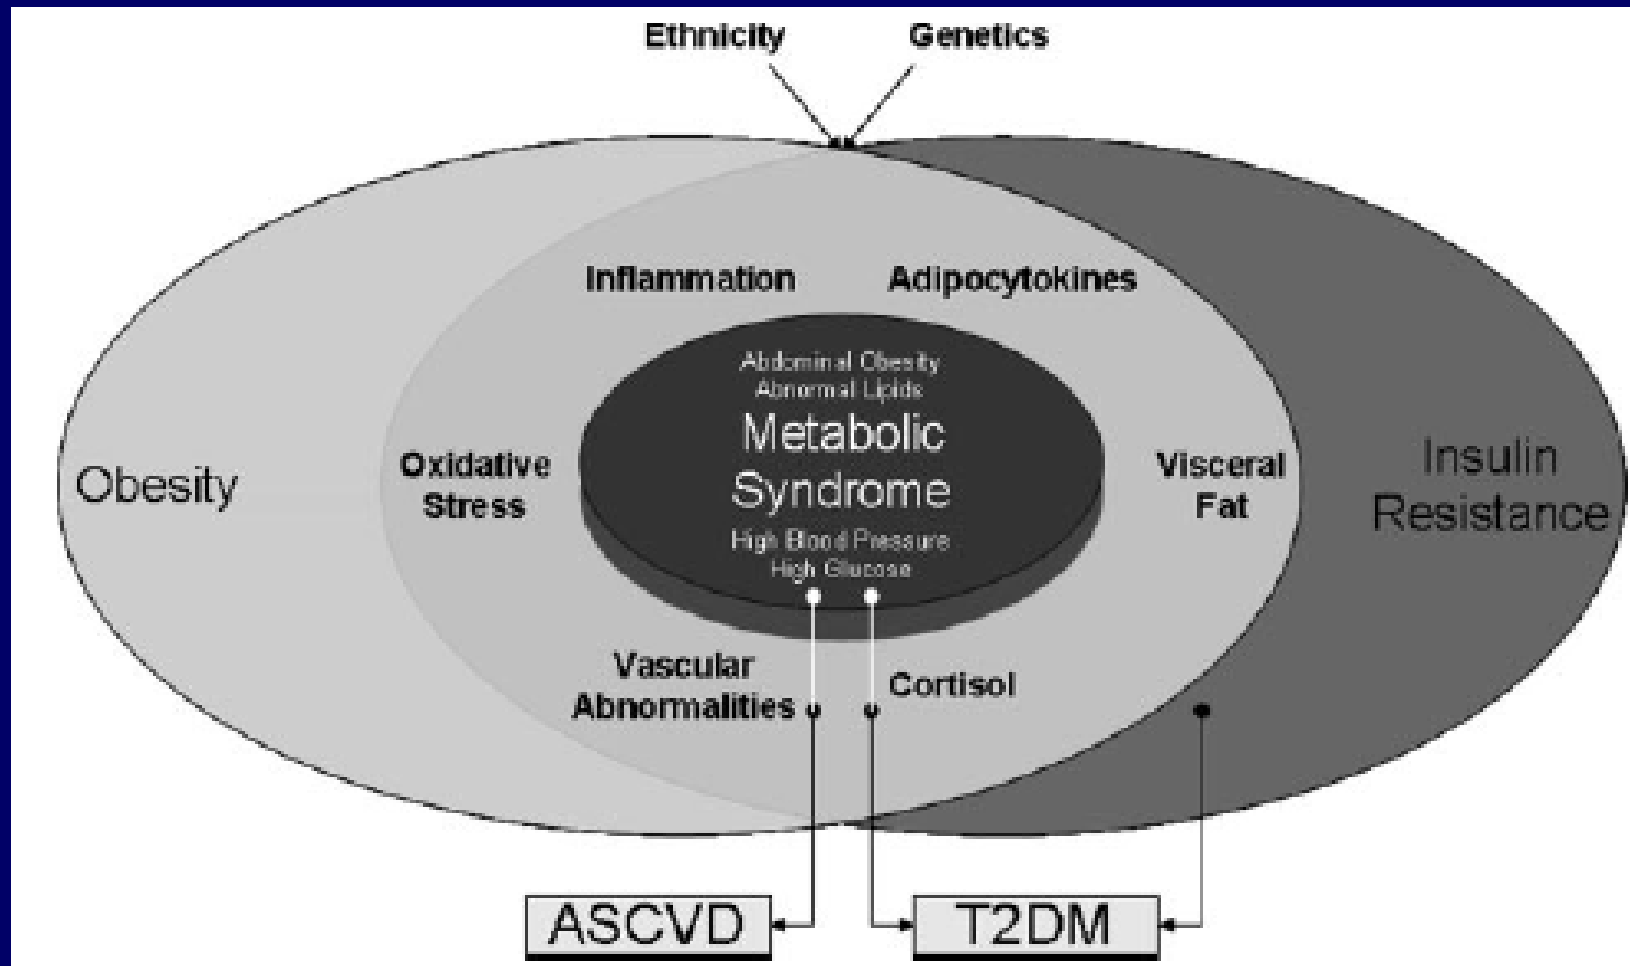 Ethnicity
Genetics
Inflammation
Adipocytokines
Abdominal Obesity
Abnormal Lipids
Metabolic
Syndrome
High Blood Pressure
High Glucose
Obesity
Oxidative
Stress
Visceral
Fat
Insulin
Resistance
Vascular
Abnormalities
Cortisol
ASCVD
T2DM